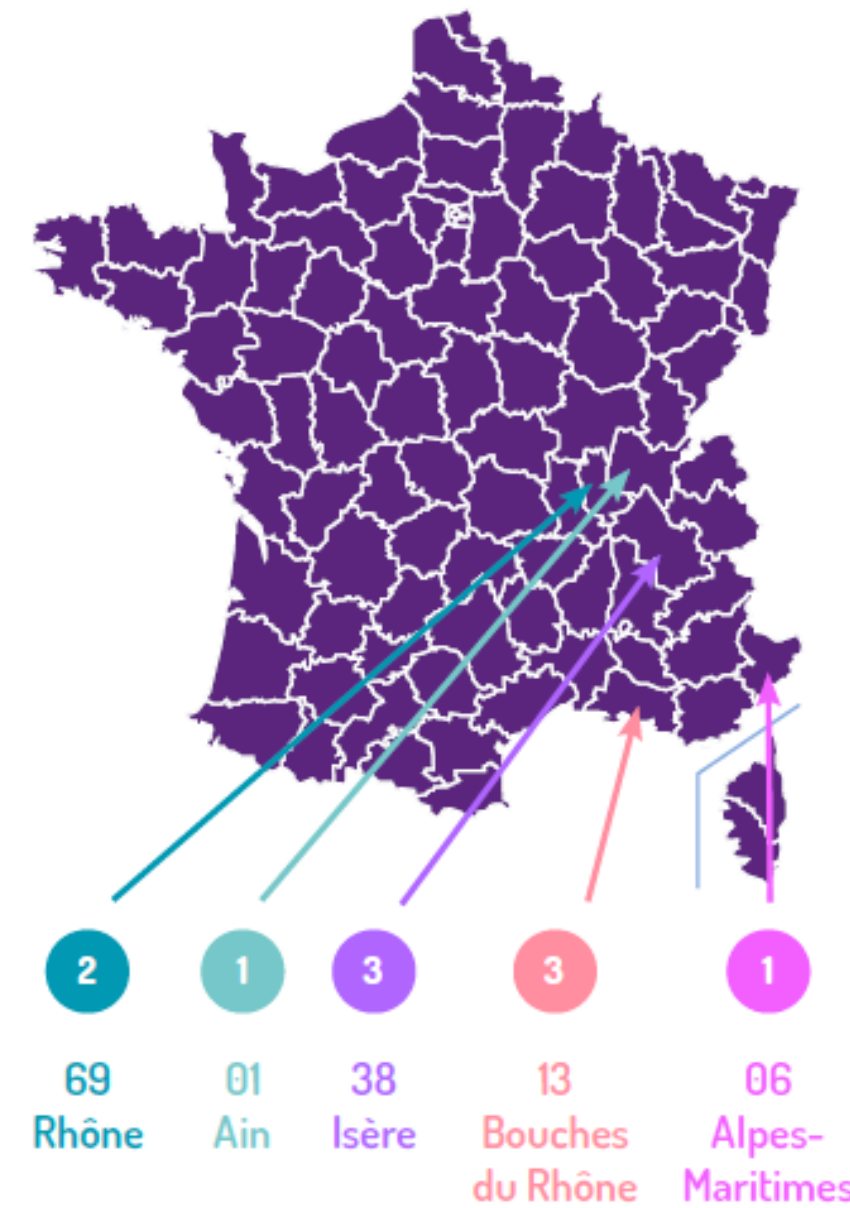 2
1
3
3
1
69
Rhône
01
Ain
38
Isère
13
Bouches
du Rhône
06
Alpes-
Maritimes